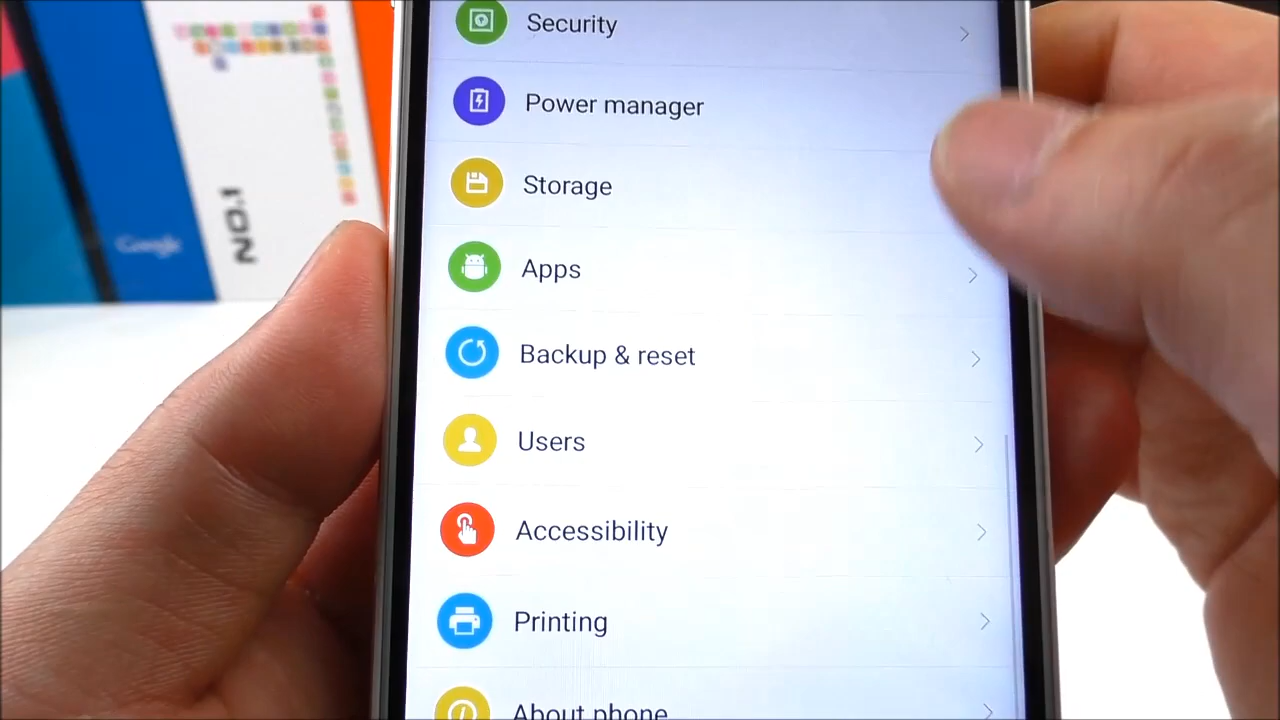 Security
Power manager
Storage
Apps
Backup & reset
Users
Accessibility
Printing
About phone
NO.1
Google